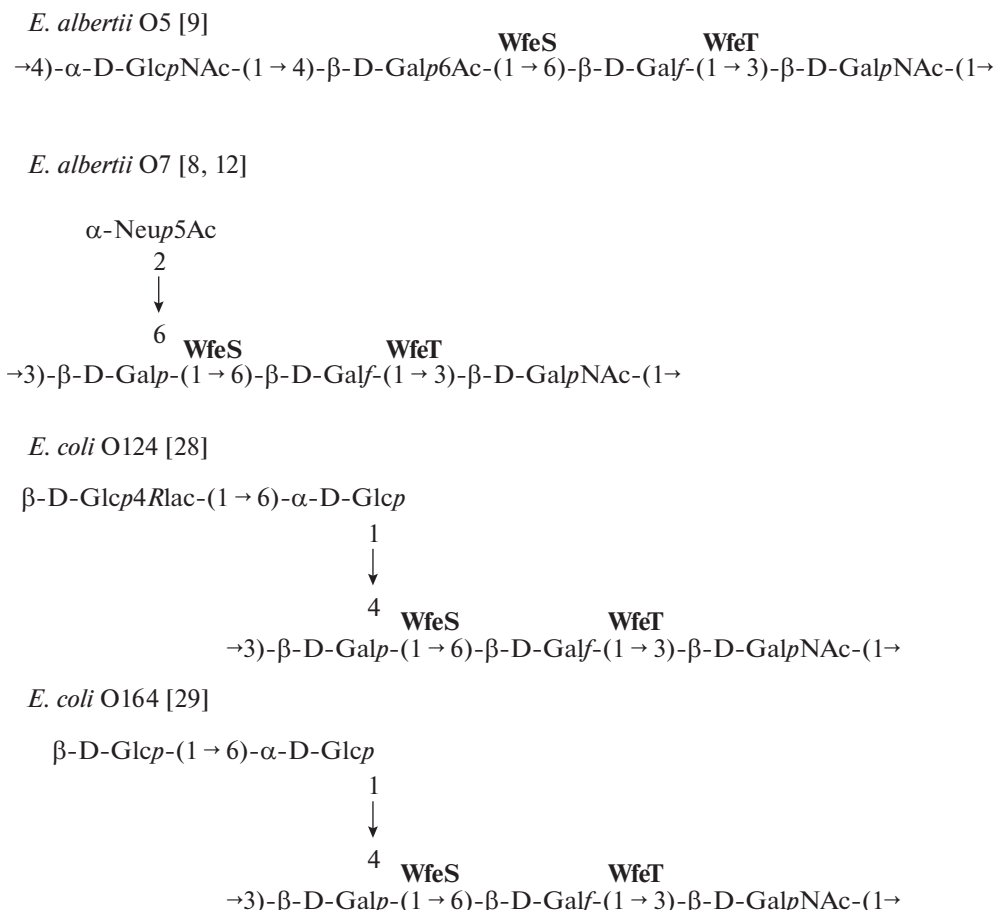 E. albertii O5 [9]
WfeS WfeT
→4)-α-D-GlcpNAc-(1 → 4)-β-D-Galp6Ac-(1 → 6)-β-D-Galf-(1 → 3)-β-D-GalpNAc-(1→
E. albertii O7 [8, 12]
α-Neup5Ac
2
↓
6
WfeS WfeT
→3)-β-D-Galp-(1 → 6)-β-D-Galf-(1 → 3)-β-D-GalpNAc-(1→
E. coli O124 [28]
β-D-Glcp4Rlac-(1 → 6)-α-D-Glcp
1
↓
4
WfeS WfeT
→3)-β-D-Galp-(1 → 6)-β-D-Galf-(1 → 3)-β-D-GalpNAc-(1→
E. coli O164 [29]
β-D-Glcp-(1 → 6)-α-D-Glcp
1
↓
4
WfeS WfeT
→3)-β-D-Galp-(1 → 6)-β-D-Galf-(1 → 3)-β-D-GalpNAc-(1→